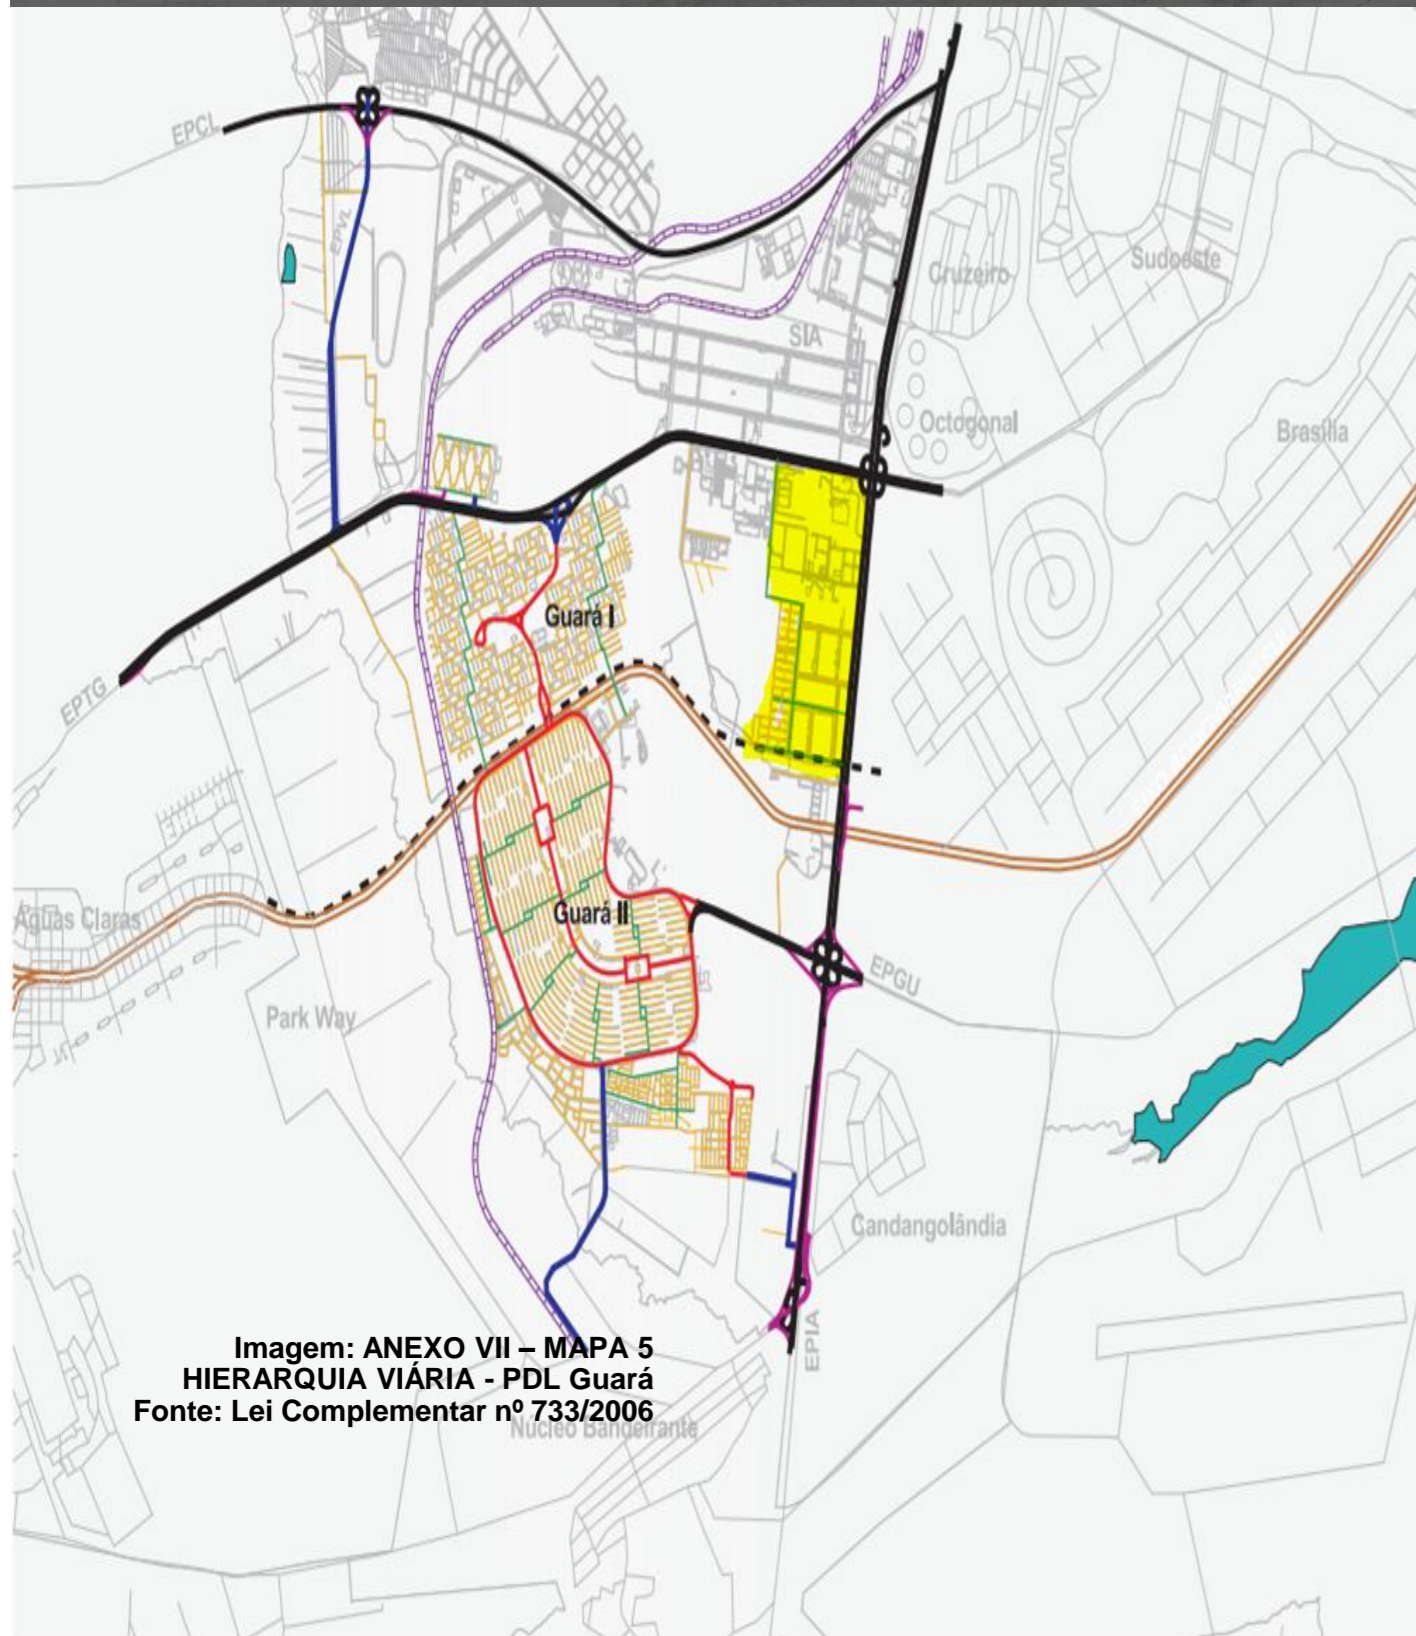 EPCL
EPVL
Sudoeste
Cruzeiro
SIA
Octogonal
Brasília
Guará I
EPTG
Guará II
Águas Claras
EPGU
Park Way
Candangolândia
EPIA
Imagem: ANEXO VII – MAPA 5
HIERARQUIA VIÁRIA - PDL Guará
Fonte: Lei Complementar nº 733/2006
Núcleo Bandeirante